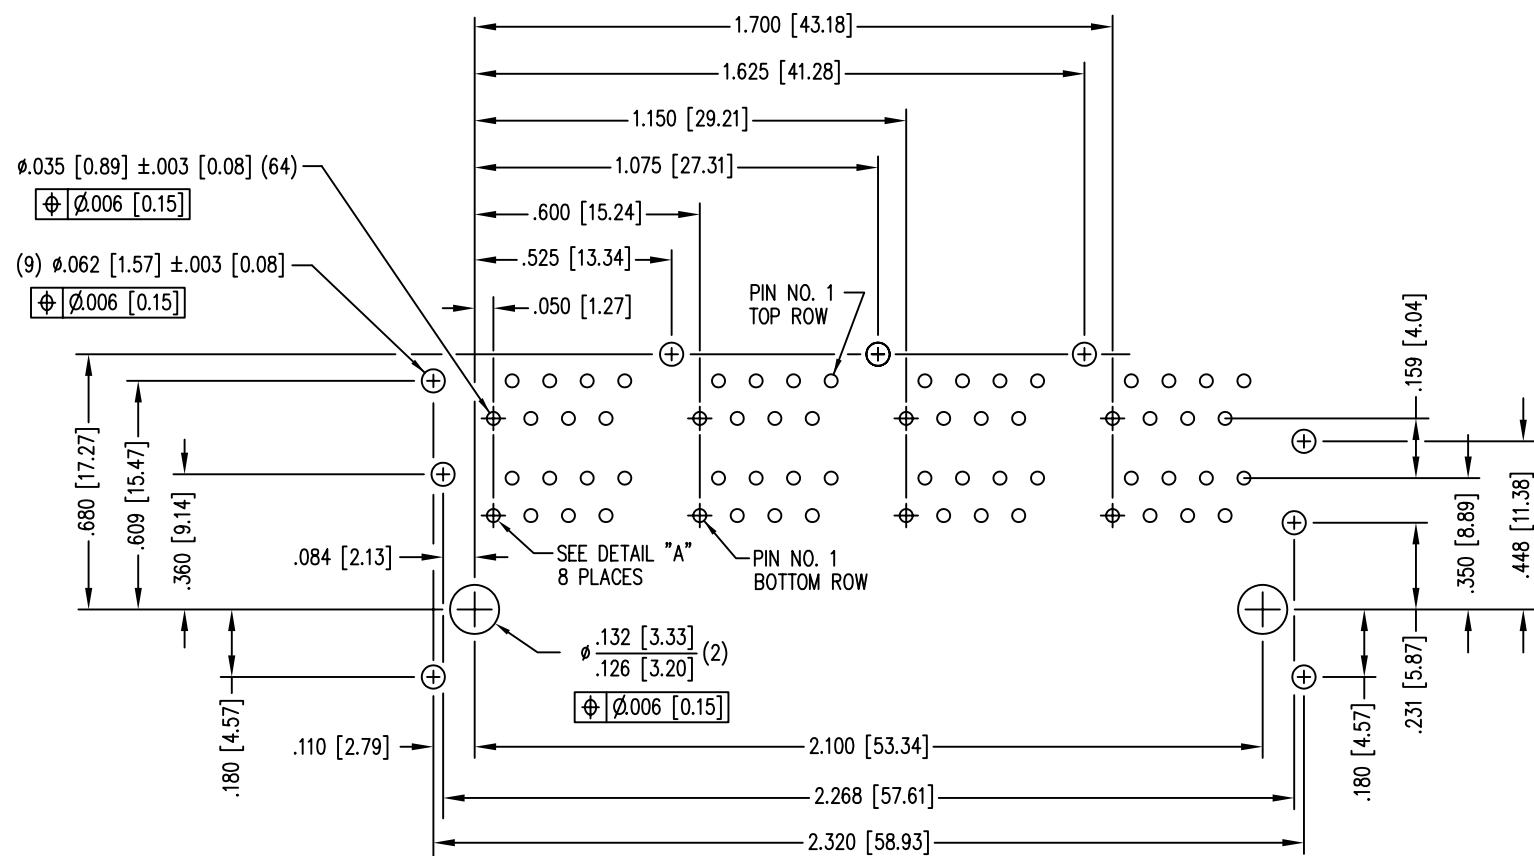 1.700 [43.18]
1.625 [41.28]
1.150 [29.21]
1.075 [27.31]
ø.035 [0.89] ±.003 [0.08] (64)
⌖ Ø.006 [0.15]
.600 [15.24]
.525 [13.34]
(9) ø.062 [1.57] ±.003 [0.08]
⌖ Ø.006 [0.15]
.050 [1.27]
PIN NO. 1
TOP ROW
.159 [4.04]
.680 [17.27]
.609 [15.47]
.360 [9.14]
.084 [2.13]
SEE DETAIL "A"
8 PLACES
PIN NO. 1
BOTTOM ROW
.350 [8.89]
.448 [11.38]
.231 [5.87]
ø .132 [3.33]
.126 [3.20] (2)
⌖ Ø.006 [0.15]
.180 [4.57]
.110 [2.79]
2.100 [53.34]
.180 [4.57]
2.268 [57.61]
2.320 [58.93]